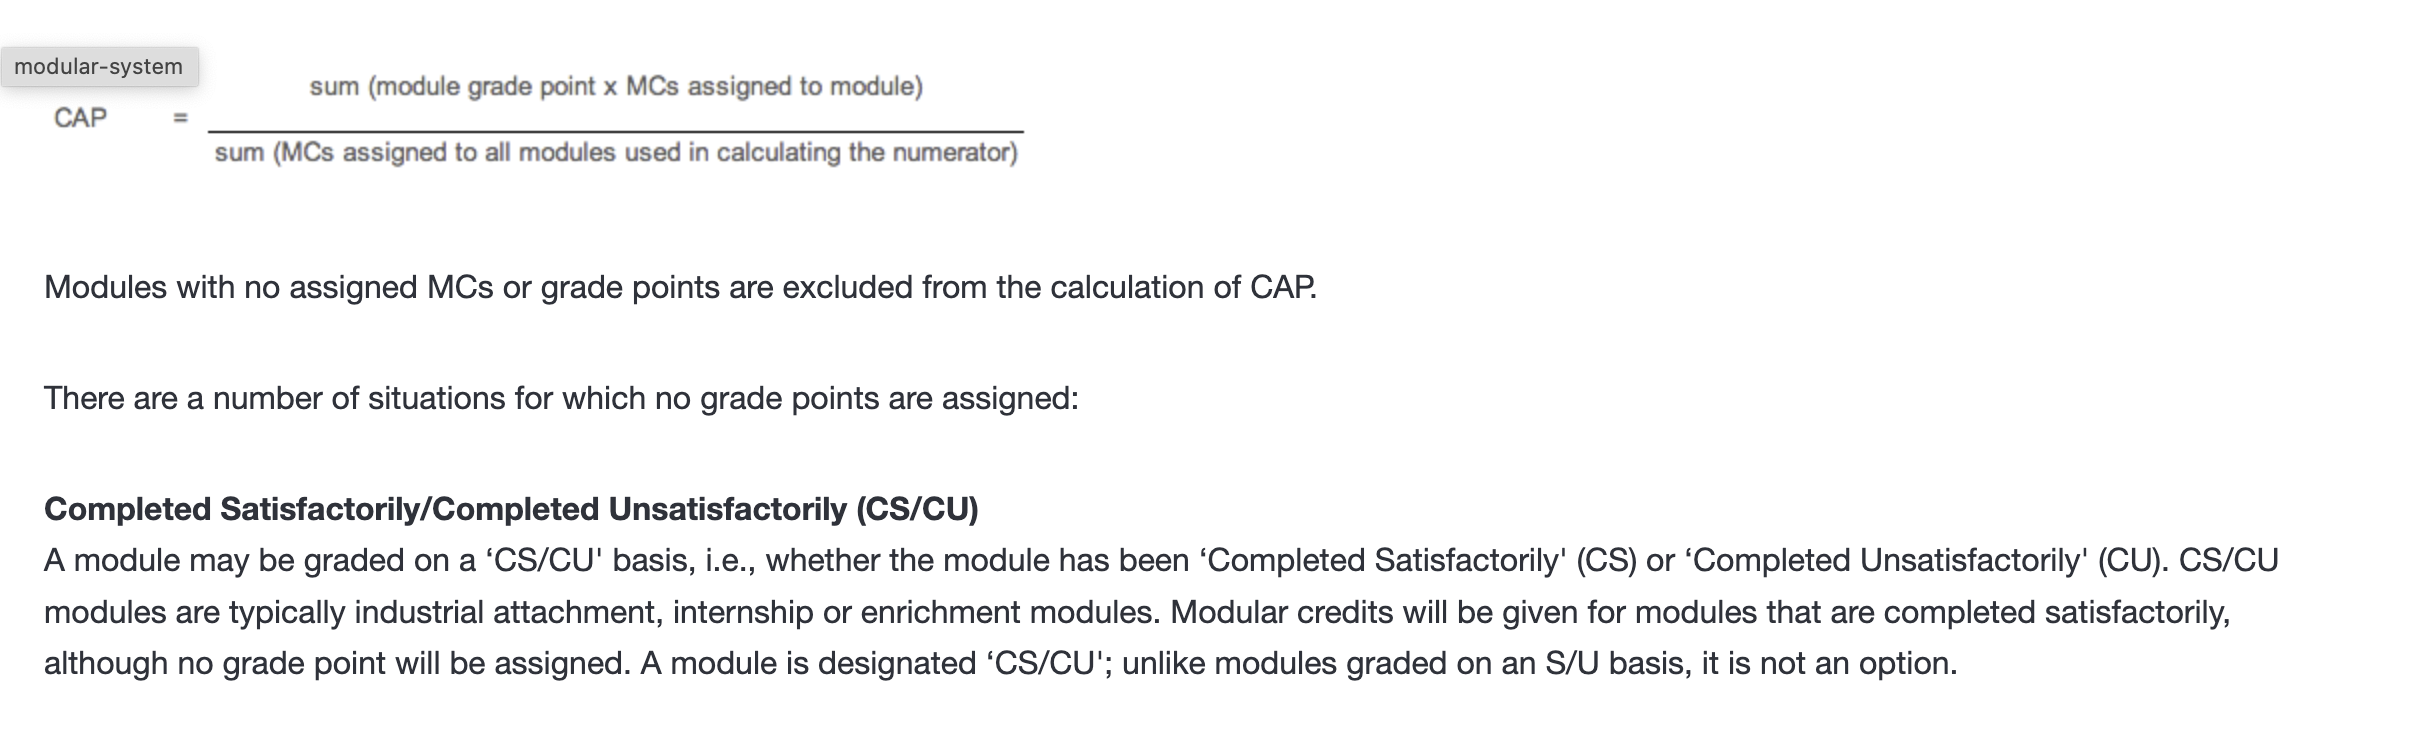 modular-system
sum (module grade point x MCs assigned to module)
CAP =
sum (MCs assigned to all modules used in calculating the numerator)
Modules with no assigned MCs or grade points are excluded from the calculation of CAP.
There are a number of situations for which no grade points are assigned:
Completed Satisfactorily/Completed Unsatisfactorily (CS/CU)
A module may be graded on a ‘CS/CU' basis, i.e., whether the module has been ‘Completed Satisfactorily' (CS) or ‘Completed Unsatisfactorily' (CU). CS/CU
modules are typically industrial attachment, internship or enrichment modules. Modular credits will be given for modules that are completed satisfactorily,
although no grade point will be assigned. A module is designated ‘CS/CU'; unlike modules graded on an S/U basis, it is not an option.